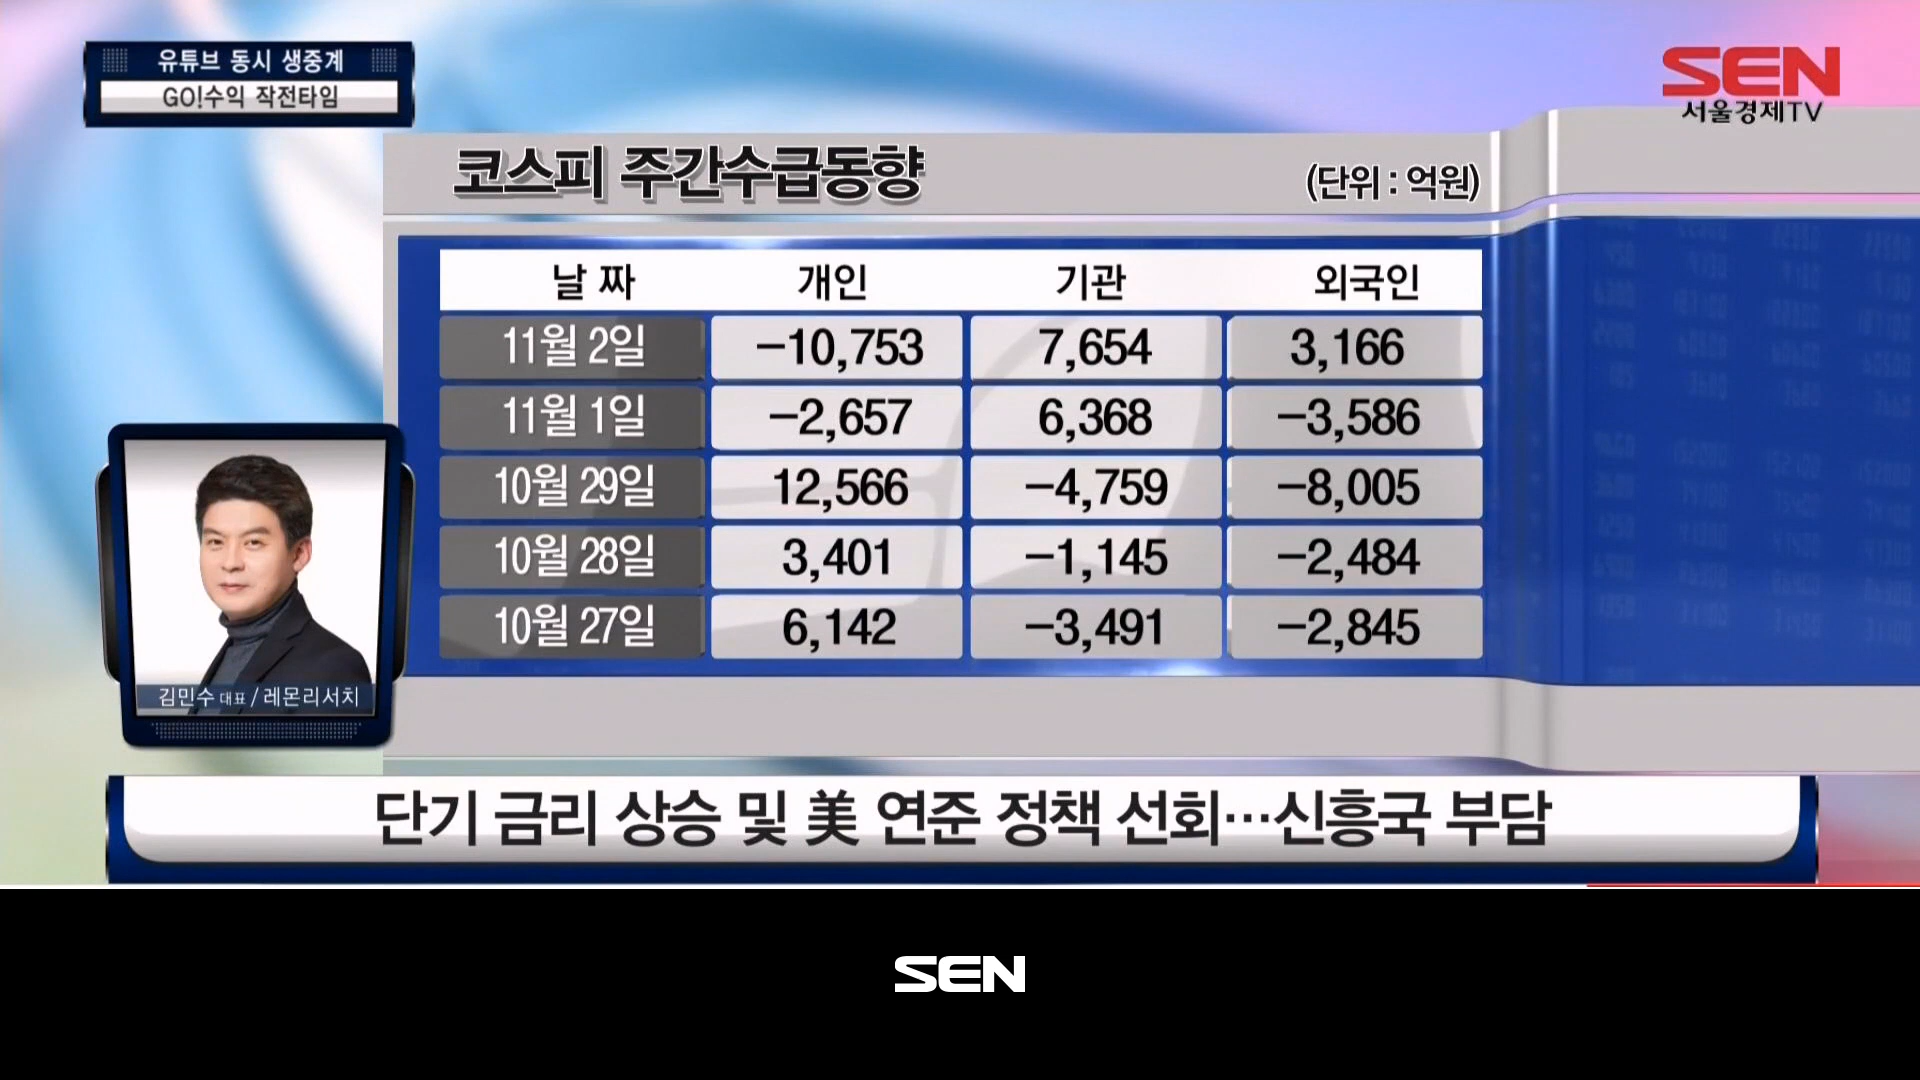 유튜브 동시 생중계
GO!수익 작전타임
SEN
서울경제TV
코스피 주간수급동향 (단위 : 억원)
날 짜 개인 기관 외국인
11월 2일 -10,753 7,654 3,166
11월 1일 -2,657 6,368 -3,586
10월 29일 12,566 -4,759 -8,005
10월 28일 3,401 -1,145 -2,484
10월 27일 6,142 -3,491 -2,845
김민수 대표 / 레몬리서치
단기 금리 상승 및 美 연준 정책 선회…신흥국 부담
SEN